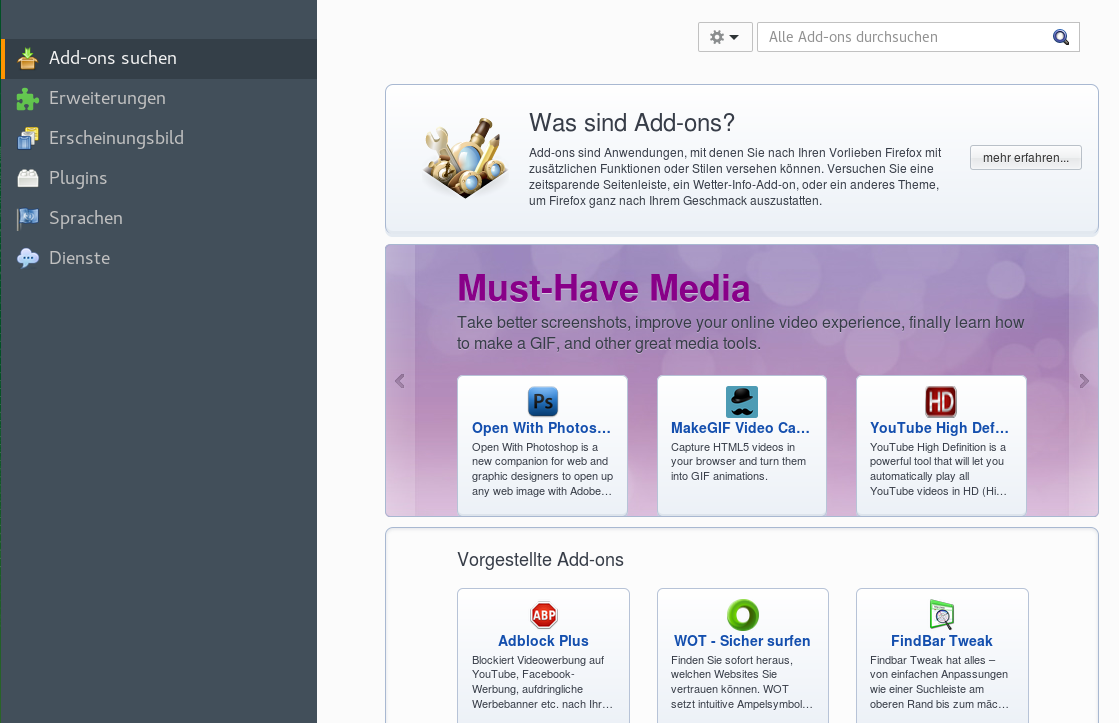 Alle Add-ons durchsuchen
Add-ons suchen
Erweiterungen
Erscheinungsbild
Plugins
Sprachen
Dienste
Was sind Add-ons?
Add-ons sind Anwendungen, mit denen Sie nach Ihren Vorlieben Firefox mit
zusätzlichen Funktionen oder Stilen versehen können. Versuchen Sie eine
zeitsparende Seitenleiste, ein Wetter-Info-Add-on, oder ein anderes Theme,
um Firefox ganz nach Ihrem Geschmack auszustatten.
mehr erfahren...
Must-Have Media
Take better screenshots, improve your online video experience, finally learn how
to make a GIF, and other great media tools.
Ps
Open With Photos…
Open With Photoshop is a
new companion for web and
graphic designers to open up
any web image with Adobe…
MakeGIF Video Ca…
Capture HTML5 videos in
your browser and turn them
into GIF animations.
HD
YouTube High Def…
YouTube High Definition is a
powerful tool that will let you
automatically play all
YouTube videos in HD (Hi…
Vorgestellte Add-ons
ABP
Adblock Plus
Blockiert Videowerbung auf
YouTube, Facebook-
Werbung, aufdringliche
Werbebanner etc. nach Ihr…
WOT - Sicher surfen
Finden Sie sofort heraus,
welchen Websites Sie
vertrauen können. WOT
setzt intuitive Ampelsymbol…
FindBar Tweak
Findbar Tweak hat alles –
von einfachen Anpassungen
wie einer Suchleiste am
oberen Rand bis zum mäc…